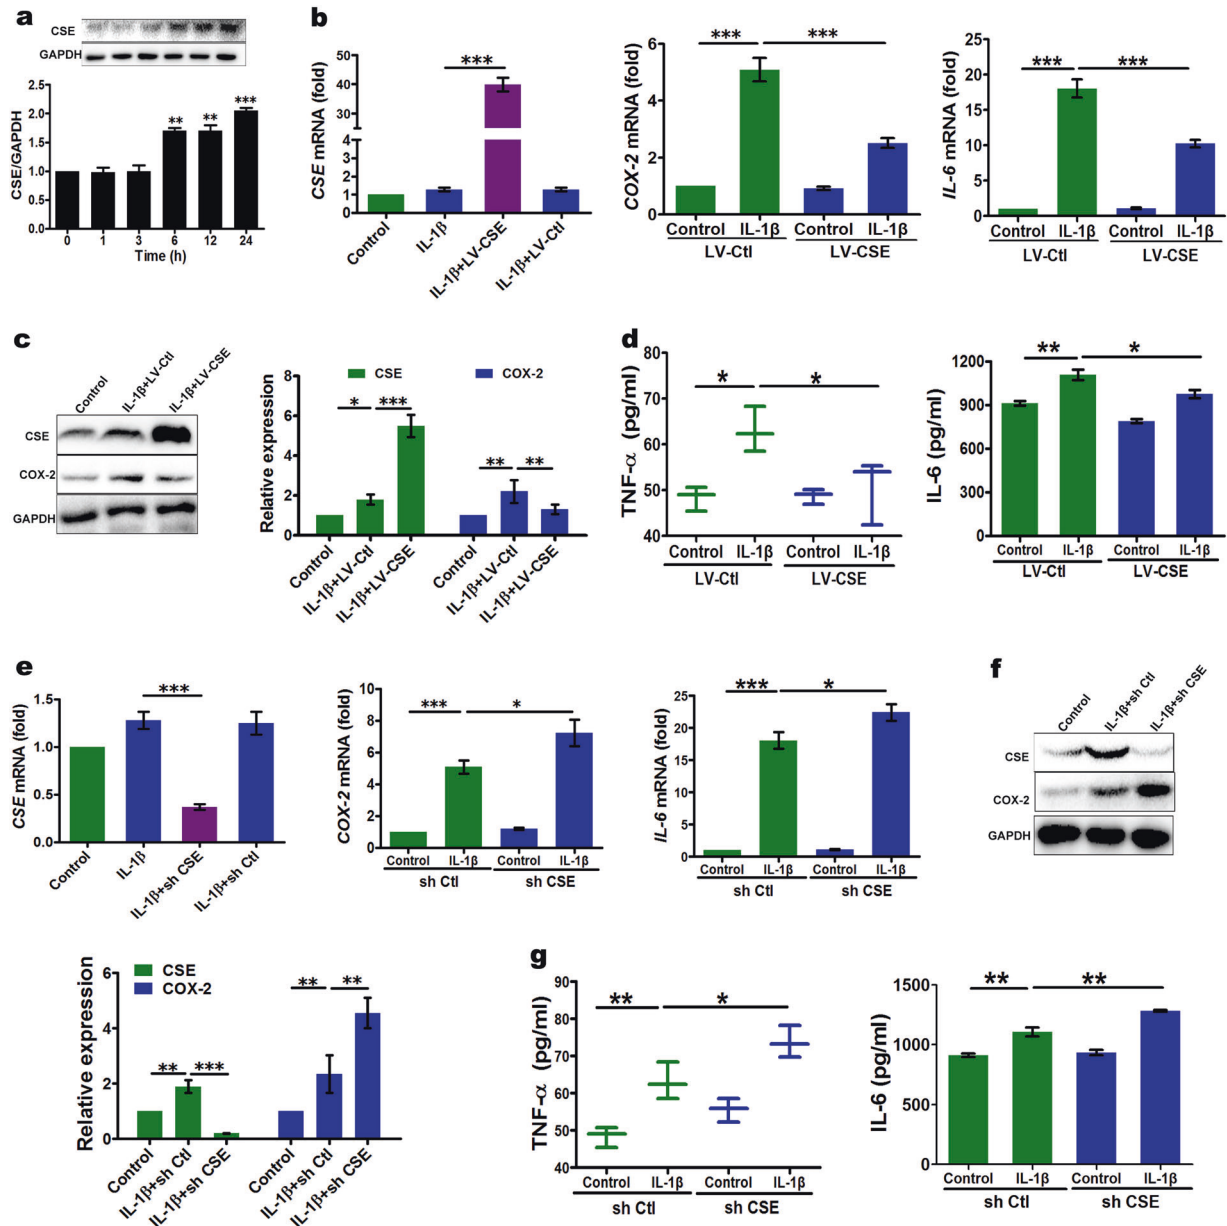 a
CSE
GAPDH
CSE/GAPDH
2.5
2.0
1.5
1.0
0.5
0.0
** ** ***
0 1 3 6 12 24
Time (h)
b
CSE mRNA (fold)
50
40
30
20
10
4
3
2
1
0
***
Control IL-1β IL-1β+LV-CSE IL-1β+LV-Ctl
COX-2 mRNA (fold)
6
4
2
0
*** ***
Control IL-1β Control IL-1β
LV-Ctl LV-CSE
IL-6 mRNA (fold)
25
20
15
10
5
0
*** ***
Control IL-1β Control IL-1β
LV-Ctl LV-CSE
c
Control IL-1β+LV-Ctl IL-1β+LV-CSE
CSE
COX-2
GAPDH
CSE COX-2
Relative expression
8
6
4
2
0
* *** ** **
Control IL-1β+LV-Ctl IL-1β+LV-CSE Control IL-1β+LV-Ctl IL-1β+LV-CSE
d
TNF-α (pg/ml)
80
70
60
50
40
* *
Control IL-1β Control IL-1β
LV-Ctl LV-CSE
IL-6 (pg/ml)
1200
900
600
300
0
** *
Control IL-1β Control IL-1β
LV-Ctl LV-CSE
e
CSE mRNA (fold)
1.5
1.0
0.5
0.0
***
Control IL-1β IL-1β+sh CSE IL-1β+sh Ctl
COX-2 mRNA (fold)
10
8
6
4
2
0
*** *
Control IL-1β Control IL-1β
sh Ctl sh CSE
IL-6 mRNA (fold)
25
20
15
10
5
0
*** *
Control IL-1β Control IL-1β
sh Ctl sh CSE
f
Control IL-1β+sh Ctl IL-1β+sh CSE
CSE
COX-2
GAPDH
CSE
COX-2
Relative expression
6
4
2
0
** *** ** **
Control IL-1β+sh Ctl IL-1β+sh CSE Control IL-1β+sh Ctl IL-1β+sh CSE
g
TNF-α (pg/ml)
90
80
70
60
50
40
** *
Control IL-1β Control IL-1β
sh Ctl sh CSE
IL-6 (pg/ml)
1500
1000
500
0
** **
Control IL-1β Control IL-1β
sh Ctl sh CSE